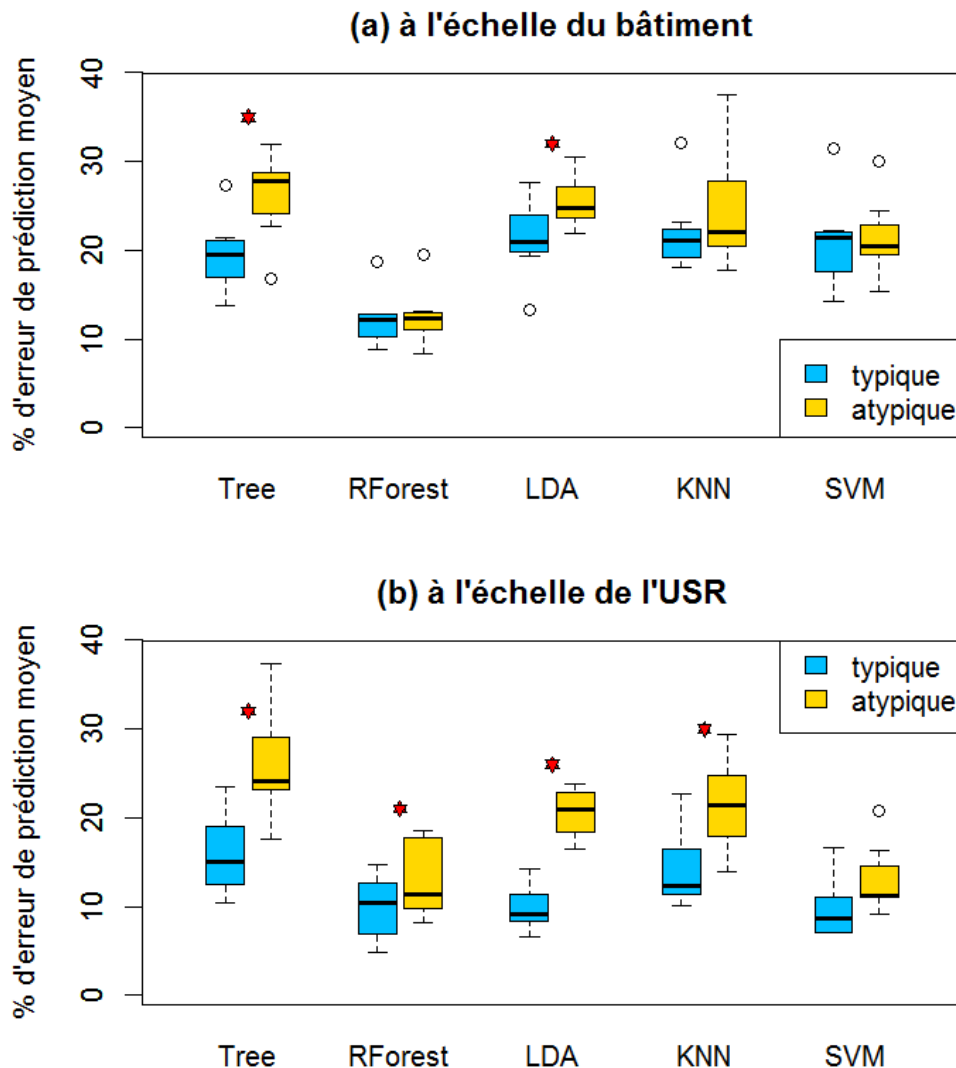 (a) à l'échelle du bâtiment
% d'erreur de prédiction moyen
40
30
20
10
0
typique
atypique
Tree RForest LDA KNN SVM
(b) à l'échelle de l'USR
% d'erreur de prédiction moyen
40
30
20
10
0
typique
atypique
Tree RForest LDA KNN SVM